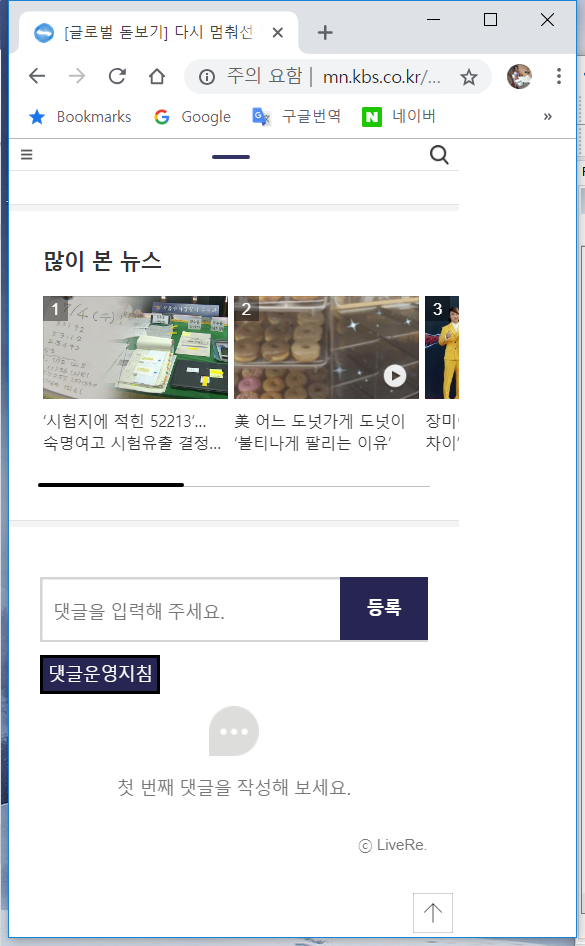 [글로벌 돋보기] 다시 멈춰선
주의 요함 | mn.kbs.co.kr/...
Bookmarks Google 구글번역 네이버 »
많이 본 뉴스
1 2 3
'시험지에 적힌 52213'...
숙명여고 시험유출 결정...
美 어느 도넛가게 도넛이
'불티나게 팔리는 이유'
장미
차이'
댓글을 입력해 주세요.
등록
댓글운영지침
첫 번째 댓글을 작성해 보세요.
ⓒ LiveRe.